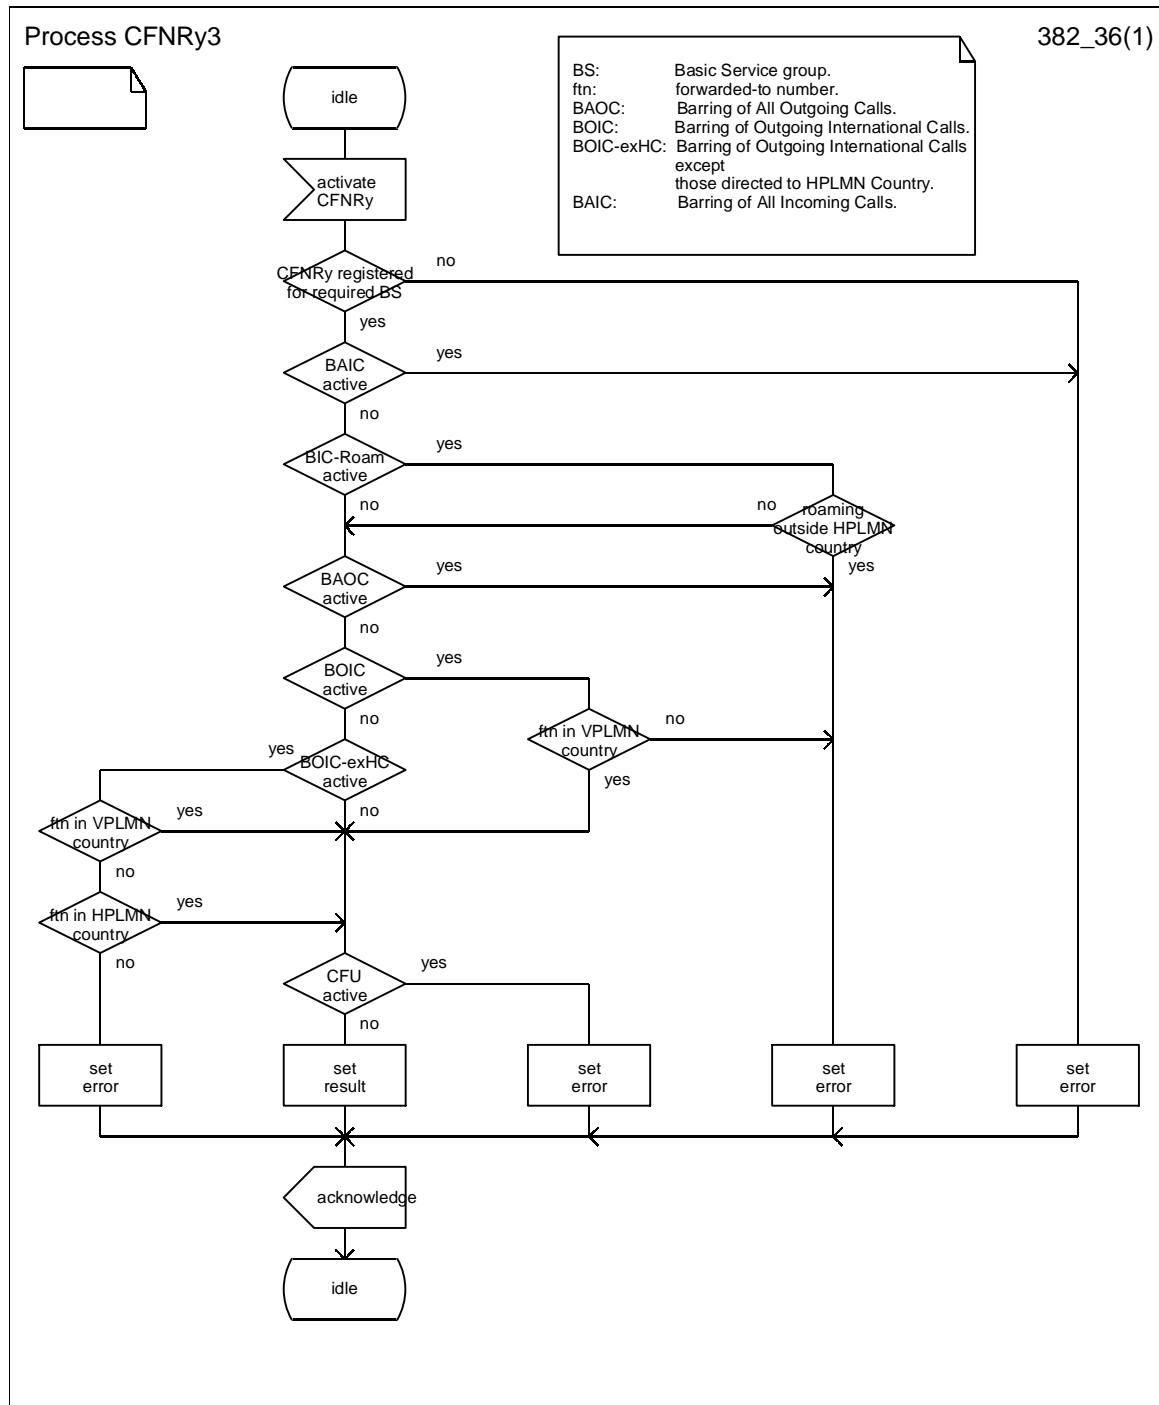 Process CFNRy3
382_36(1)
BS: Basic Service group.
ftn: forwarded-to number.
BAOC: Barring of All Outgoing Calls.
BOIC: Barring of Outgoing International Calls.
BOIC-exHC: Barring of Outgoing International Calls
except
those directed to HPLMN Country.
BAIC: Barring of All Incoming Calls.
idle
activate
CFNRy
CFNRy registered
for required BS
no
yes
BAIC
active
yes
no
BIC-Roam
active
yes
no
roaming
outside HPLMN
country
no
yes
BAOC
active
yes
no
BOIC
active
yes
no
ftn in VPLMN
country
no
yes
BOIC-exHC
active
yes
no
ftn in VPLMN
country
yes
no
ftn in HPLMN
country
yes
no
CFU
active
yes
no
set
error
set
result
set
error
set
error
set
error
acknowledge
idle